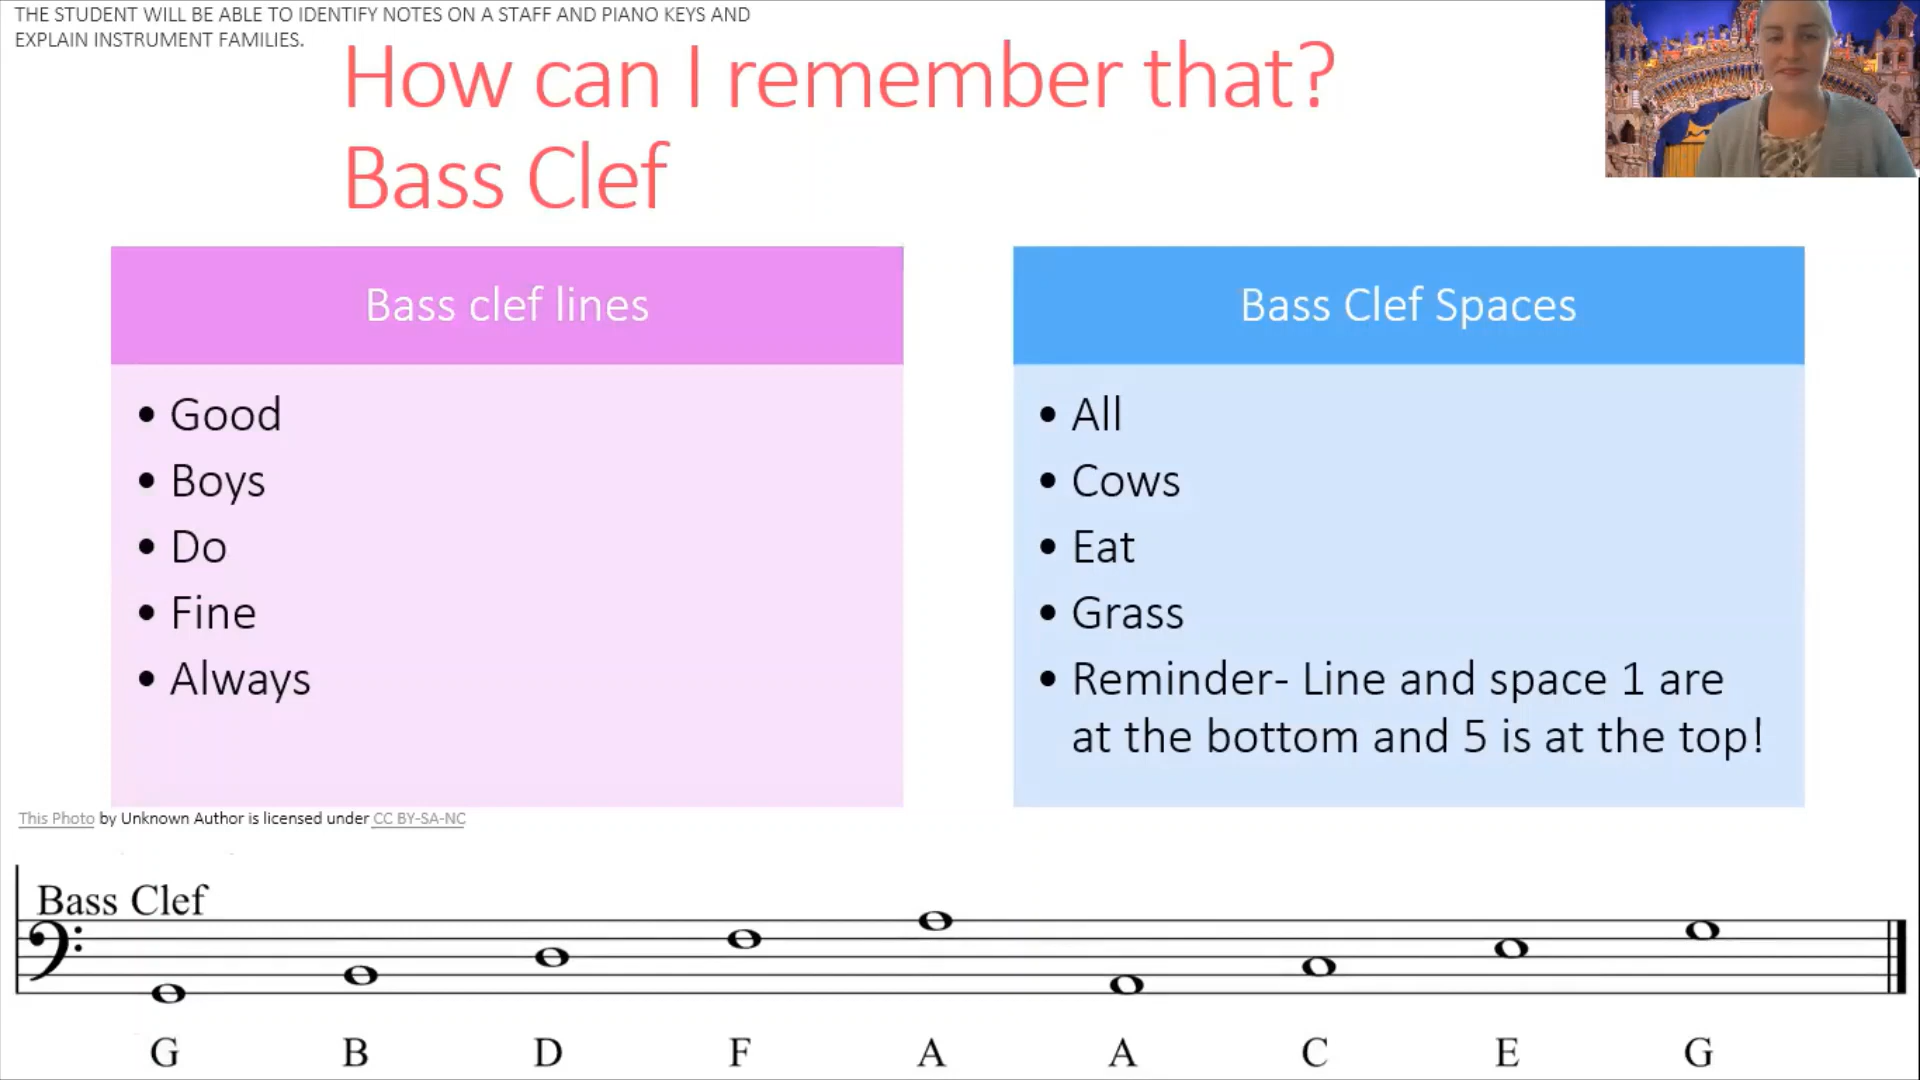 THE STUDENT WILL BE ABLE TO IDENTIFY NOTES ON A STAFF AND PIANO KEYS AND
EXPLAIN INSTRUMENT FAMILIES.
How can I remember that?
Bass Clef
Bass clef lines
• Good
• Boys
• Do
• Fine
• Always
Bass Clef Spaces
• All
• Cows
• Eat
• Grass
• Reminder- Line and space 1 are
at the bottom and 5 is at the top!
This Photo by Unknown Author is licensed under CC BY-SA-NC
Bass Clef
G B D F A A C E G